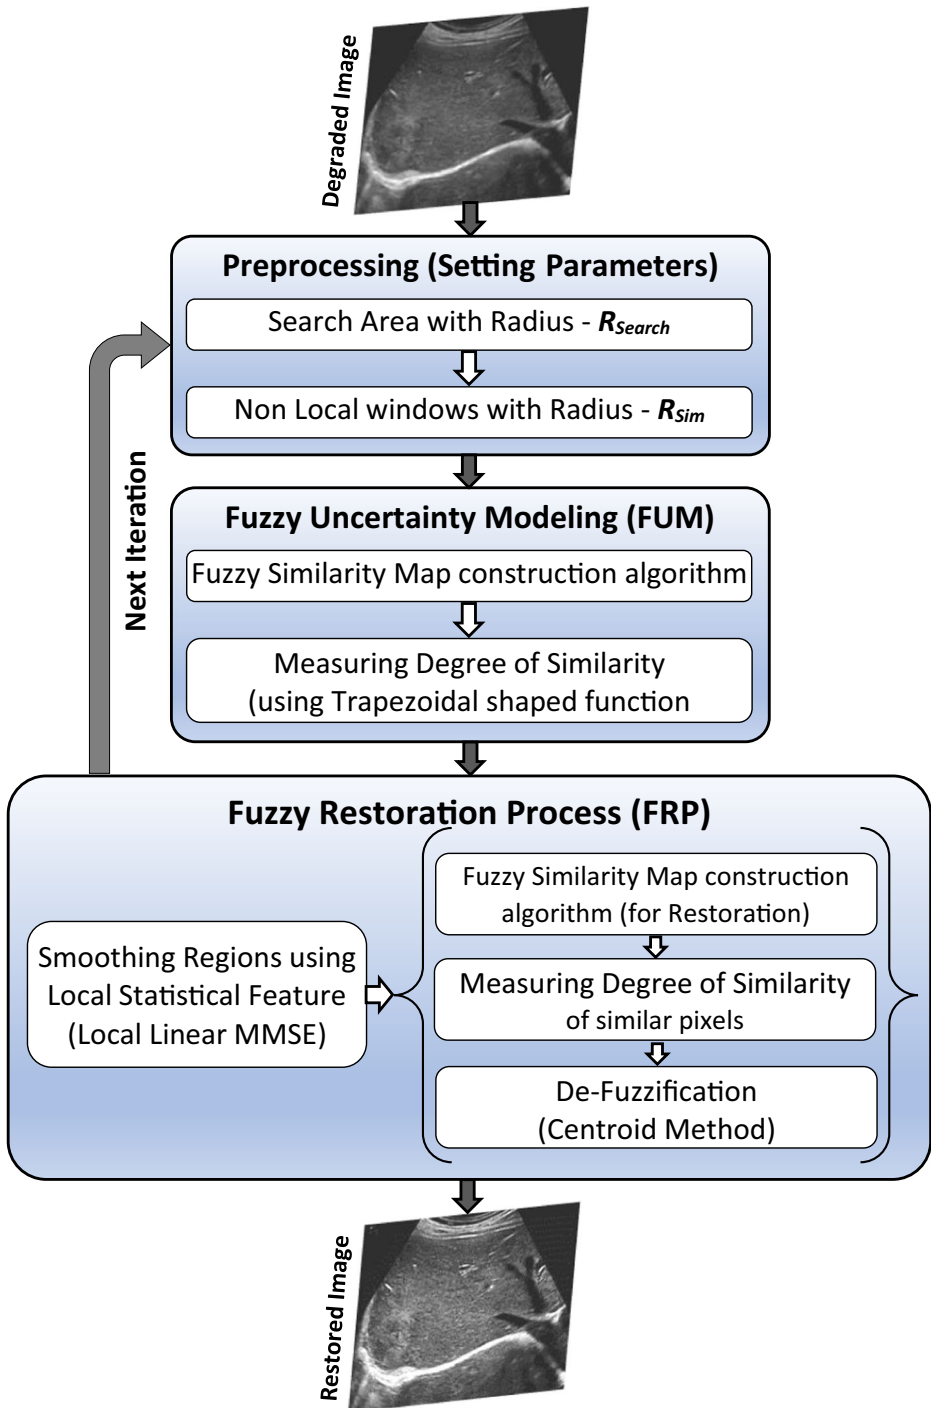 Degraded Image
Preprocessing (Setting Parameters)
Search Area with Radius - RSearch
Non Local windows with Radius - RSim
Next Iteration
Fuzzy Uncertainty Modeling (FUM)
Fuzzy Similarity Map construction algorithm
Measuring Degree of Similarity
(using Trapezoidal shaped function
Fuzzy Restoration Process (FRP)
Smoothing Regions using
Local Statistical Feature
(Local Linear MMSE)
Fuzzy Similarity Map construction
algorithm (for Restoration)
Measuring Degree of Similarity
of similar pixels
De-Fuzzification
(Centroid Method)
Restored Image